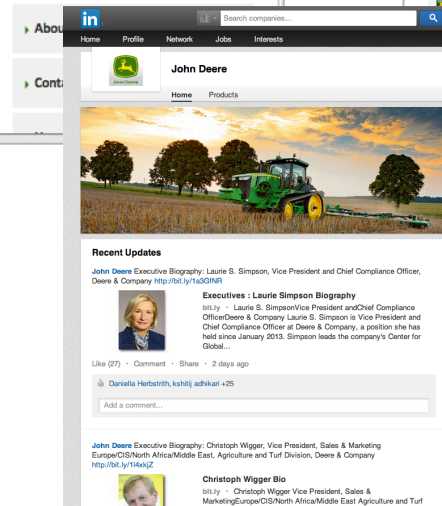 Abou
Conta
in
Search companies...
Home Profile Network Jobs Interests
JOHN DEERE
John Deere
Home Products
Recent Updates
John Deere Executive Biography: Laurie S. Simpson, Vice President and Chief Compliance Officer,
Deere & Company http://bit.ly/1a3GfNR
Executives : Laurie Simpson Biography
bit.ly · Laurie S. SimpsonVice President andChief Compliance
OfficerDeere & Company Laurie S. Simpson is Vice President and
Chief Compliance Officer at Deere & Company, a position she has
held since January 2013. Simpson leads the company's Center for
Global...
Like (27) · Comment · Share · 2 days ago
Daniella Herbstrith, kshitij adhikari +25
Add a comment...
John Deere Executive Biography: Christoph Wigger, Vice President, Sales & Marketing
Europe/CIS/North Africa/Middle East, Agriculture and Turf Division, Deere & Company
http://bit.ly/1l4xkjZ
Christoph Wigger Bio
bit.ly · Christoph Wigger Vice President, Sales &
MarketingEurope/CIS/North Africa/Middle East Agriculture and Turf